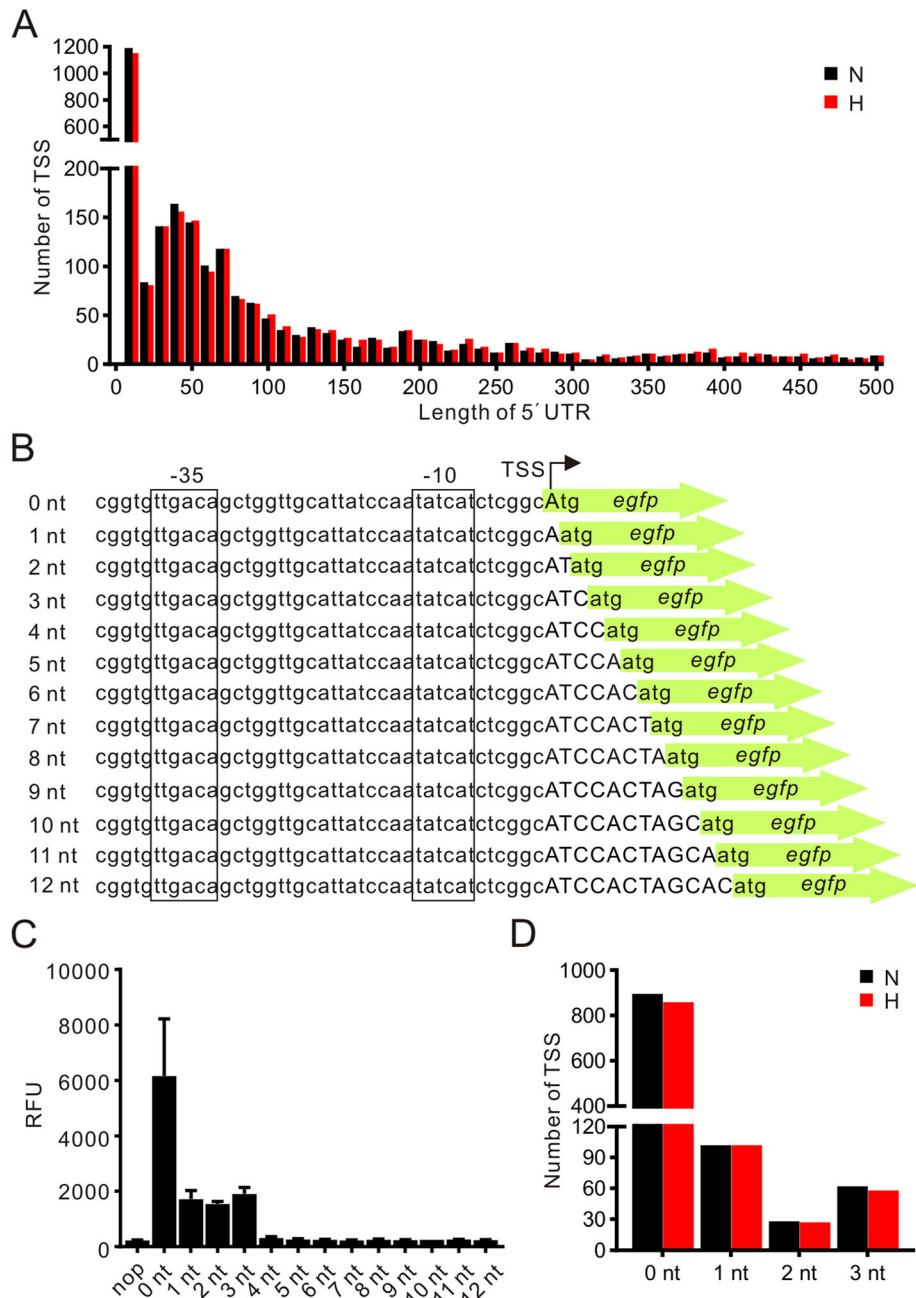 A
1200
1000
800
600
200
150
100
50
0
Number of TSS
N
H
0 50 100 150 200 250 300 350 400 450 500
Length of 5´ UTR
B
-35 -10 TSS
0 nt cggtgttgacagctggttgcattatccaatatcatctcggcAtg egfp
1 nt cggtgttgacagctggttgcattatccaatatcatctcggcAatg egfp
2 nt cggtgttgacagctggttgcattatccaatatcatctcggcATatg egfp
3 nt cggtgttgacagctggttgcattatccaatatcatctcggcATCatg egfp
4 nt cggtgttgacagctggttgcattatccaatatcatctcggcATCCatg egfp
5 nt cggtgttgacagctggttgcattatccaatatcatctcggcATCCAatg egfp
6 nt cggtgttgacagctggttgcattatccaatatcatctcggcATCCACatg egfp
7 nt cggtgttgacagctggttgcattatccaatatcatctcggcATCCACTatg egfp
8 nt cggtgttgacagctggttgcattatccaatatcatctcggcATCCACTAatg egfp
9 nt cggtgttgacagctggttgcattatccaatatcatctcggcATCCACTAGatg egfp
10 nt cggtgttgacagctggttgcattatccaatatcatctcggcATCCACTAGCatg egfp
11 nt cggtgttgacagctggttgcattatccaatatcatctcggcATCCACTAGCAatg egfp
12 nt cggtgttgacagctggttgcattatccaatatcatctcggcATCCACTAGCACatg egfp
C
10000
8000
6000
4000
2000
0
RFU
nop 0 nt 1 nt 2 nt 3 nt 4 nt 5 nt 6 nt 7 nt 8 nt 9 nt 10 nt 11 nt 12 nt
D
1000
800
600
400
120
90
60
30
0
Number of TSS
N
H
0 nt 1 nt 2 nt 3 nt